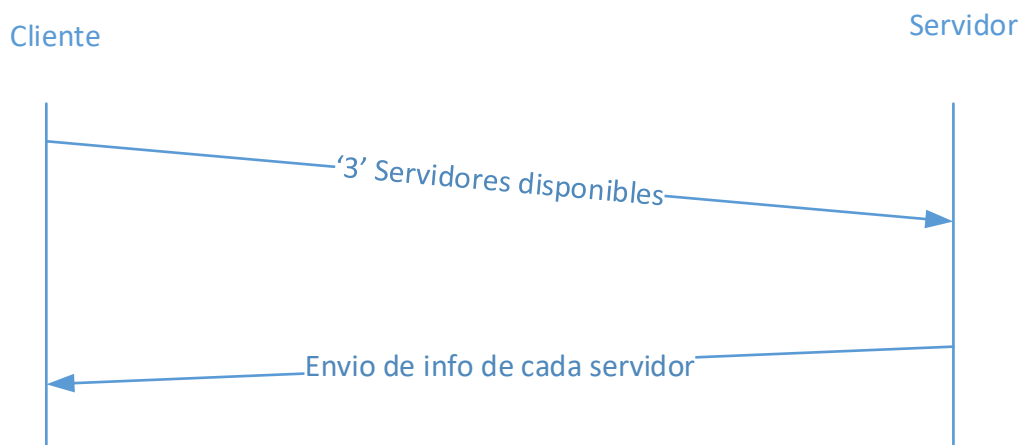 Cliente
Servidor
‘3’ Servidores disponibles
Envio de info de cada servidor